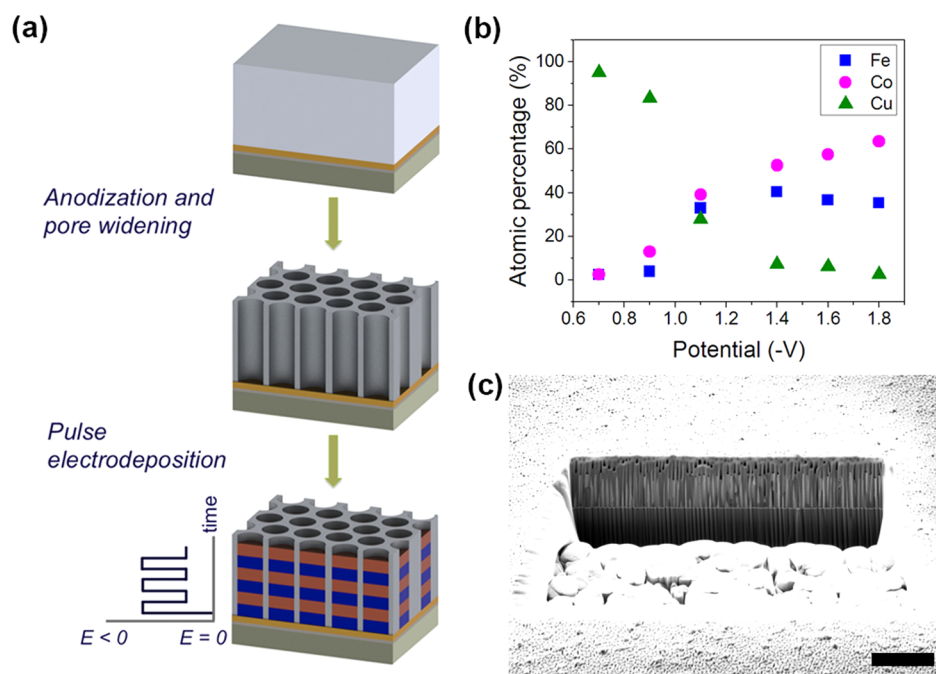 (a)
Anodization and
pore widening
Pulse
electrodeposition
time
E < 0
E = 0
(b)
Atomic percentage (%)
100
80
60
40
20
0
Fe
Co
Cu
0.6 0.8 1.0 1.2 1.4 1.6 1.8
Potential (-V)
(c)